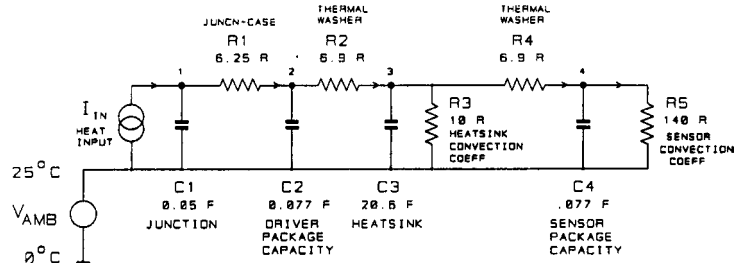 JUNCN-CASE
R1
6.25 R
THERMAL
WASHER
R2
6.9 R
THERMAL
WASHER
R4
6.9 R
1
2
3
4
I IN
HEAT
INPUT
R3
10 R
HEATSINK
CONVECTION
COEFF
R5
140 R
SENSOR
CONVECTION
COEFF
25°C
C1
0.05 F
JUNCTION
C2
0.077 F
DRIVER
PACKAGE
CAPACITY
C3
20.6 F
HEATSINK
C4
.077 F
SENSOR
PACKAGE
CAPACITY
VAMB
0°C